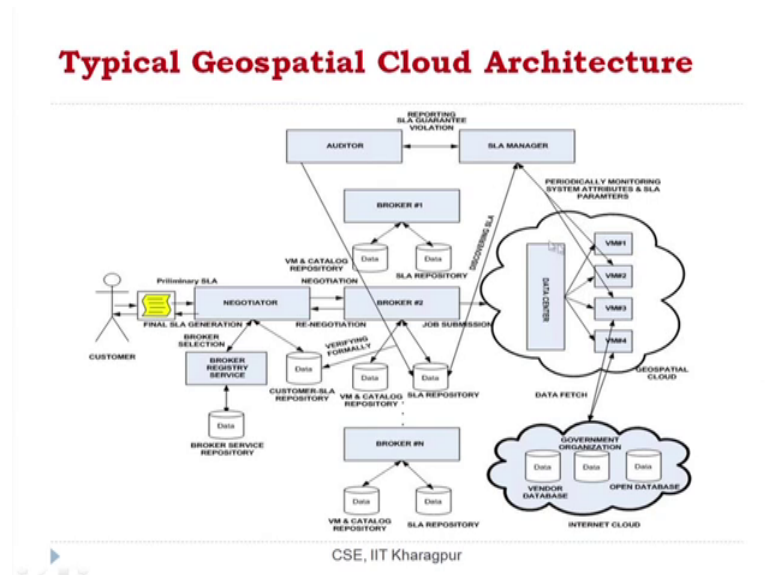 Typical Geospatial Cloud Architecture
REPORTING
SLA GUARANTEE
VIOLATION
AUDITOR
SLA MANAGER
PERIODICALLY MONITORING
SYSTEM ATTRIBUTES & SLA
PARAMTERS
BROKER #1
DISCOVERING SLA
VM#1
Data
Data
VM & CATALOG
REPOSITORY
SLA REPOSITORY
VM#2
DATA CENTER
Priliminary SLA
NEGOTIATION
NEGOTIATOR
BROKER #2
VM#3
FINAL SLA GENERATION
RE-NEGOTIATION
JOB SUBMISSION
CUSTOMER
BROKER
SELECTION
VERIFYING
FORMALLY
VM#4
BROKER
REGISTRY
SERVICE
Data
Data
Data
GEOSPATIAL
CLOUD
CUSTOMER-SLA
REPOSITORY
VM & CATALOG
REPOSITORY
SLA REPOSITORY
DATA FETCH
Data
BROKER SERVICE
REPOSITORY
BROKER #N
GOVERNMENT
ORGANIZATION
Data
Data
Data
VENDOR
DATABASE
OPEN DATABASE
Data
Data
VM & CATALOG
REPOSITORY
SLA REPOSITORY
INTERNET CLOUD
CSE, IIT Kharagpur